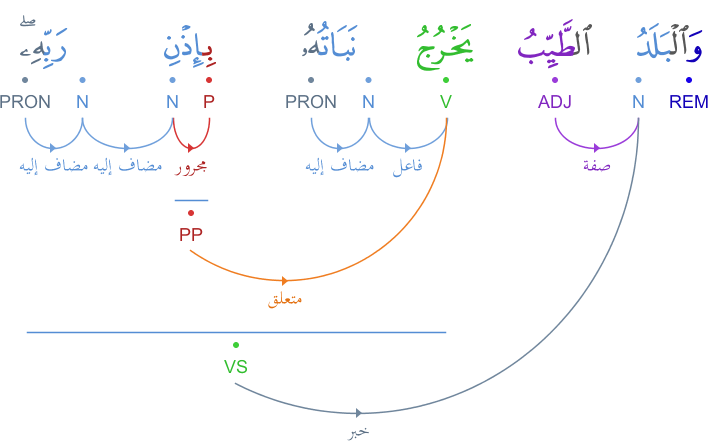 وَٱلْبَلَدُ ٱلطَّيِّبُ يَخْرُجُ نَبَاتُهُۥ بِإِذْنِ رَبِّهِۦ ۖ
REM N ADJ V N PRON P N N PRON
صفة فاعل مضاف إليه مجرور مضاف إليه مضاف إليه
PP
متعلق
VS
خبر